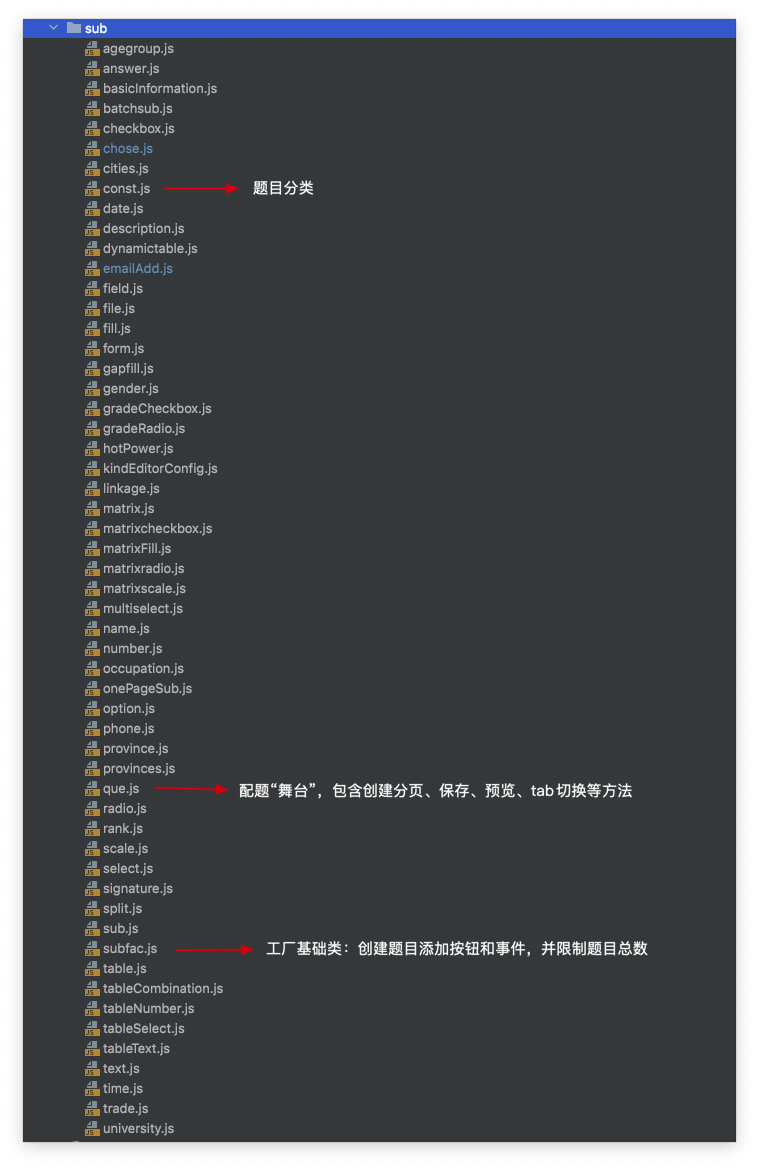 sub
agegroup.js
answer.js
basicInformation.js
batchsub.js
checkbox.js
chose.js
cities.js
const.js 题目分类
date.js
description.js
dynamictable.js
emailAdd.js
field.js
file.js
fill.js
form.js
gapfill.js
gender.js
gradeCheckbox.js
gradeRadio.js
hotPower.js
kindEditorConfig.js
linkage.js
matrix.js
matrixcheckbox.js
matrixFill.js
matrixradio.js
matrixscale.js
multiselect.js
name.js
number.js
occupation.js
onePageSub.js
option.js
phone.js
province.js
provinces.js
que.js 配题“舞台”，包含创建分页、保存、预览、tab切换等方法
radio.js
rank.js
scale.js
select.js
signature.js
split.js
sub.js
subfac.js 工厂基础类：创建题目添加按钮和事件，并限制题目总数
table.js
tableCombination.js
tableNumber.js
tableSelect.js
tableText.js
text.js
time.js
trade.js
university.js